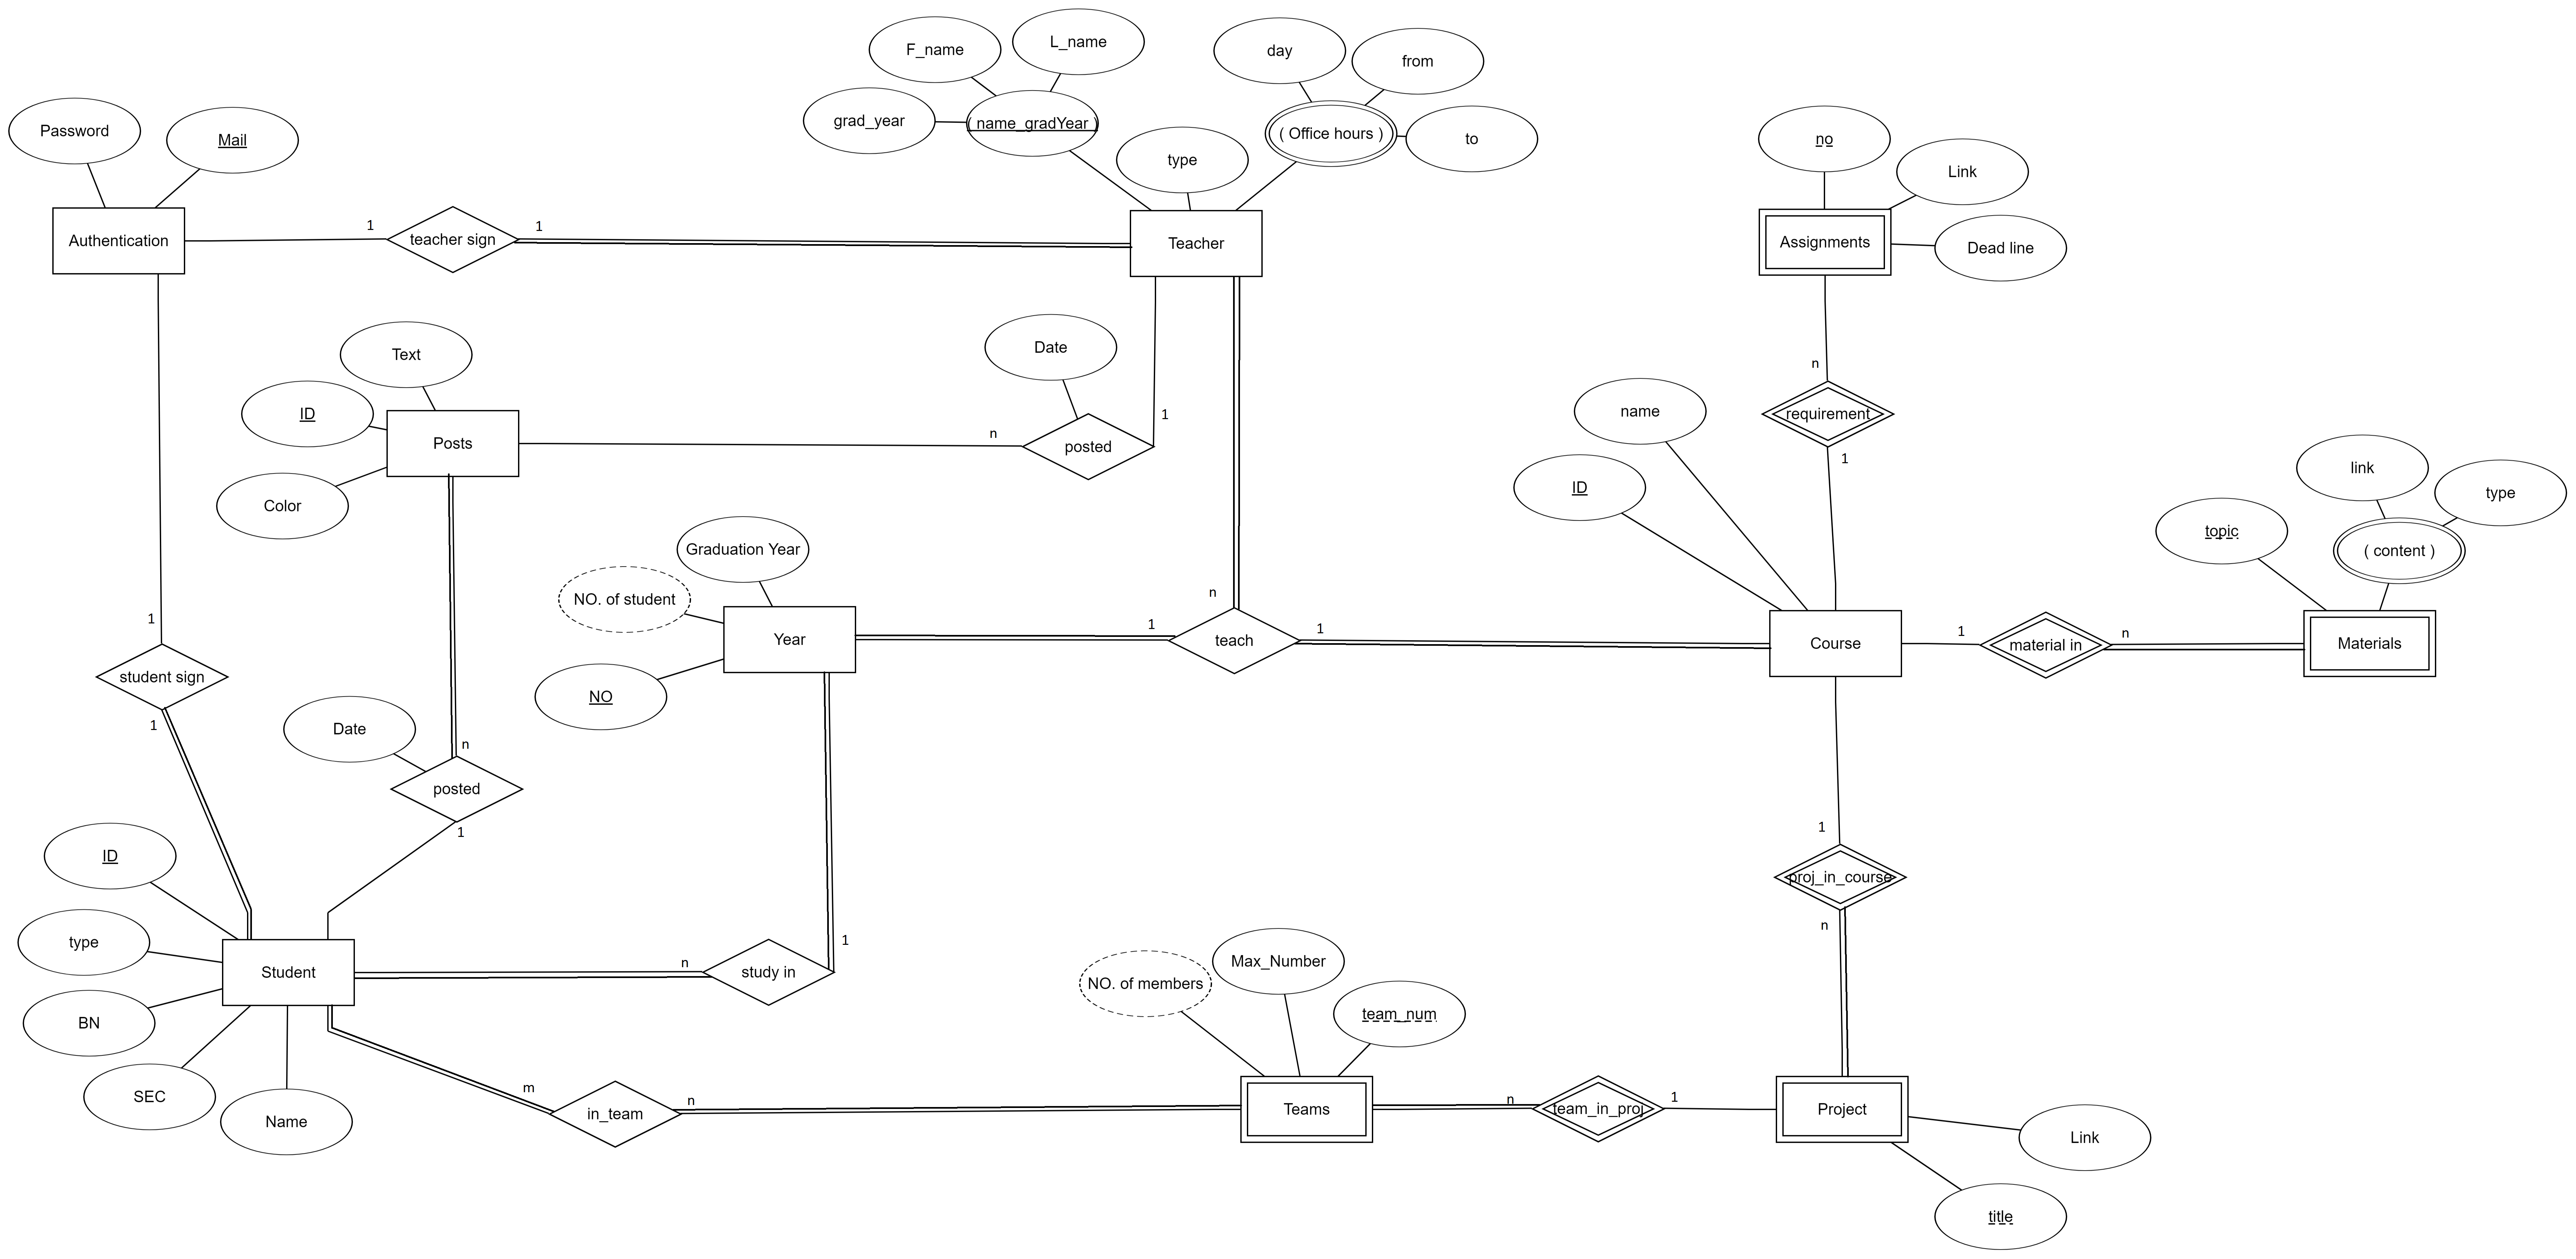 F_name
L_name
day
from
grad_year
( name_gradYear )
( Office hours )
to
type
Password
Mail
no
Link
Dead line
Authentication
1
teacher sign
1
Teacher
Assignments
Text
ID
Posts
Color
Date
n
posted
1
n
requirement
1
name
ID
link
type
topic
( content )
Graduation Year
NO. of student
Year
NO
1
n
teach
1
Course
1
material in
n
Materials
1
student sign
1
Date
n
posted
1
1
proj_in_course
n
ID
type
Student
BN
SEC
Name
n
study in
1
NO. of members
Max_Number
team_num
m
in_team
n
Teams
n
team_in_proj
1
Project
Link
title